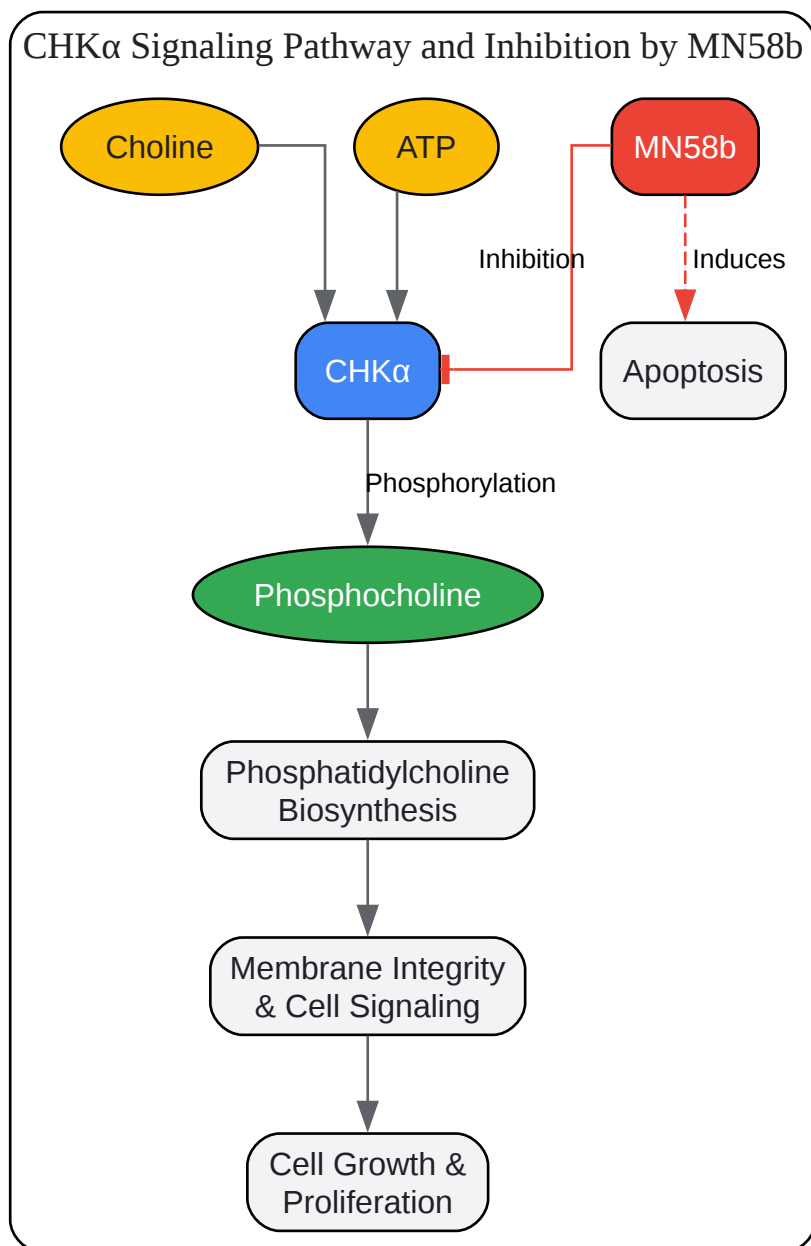 CHKα Signaling Pathway and Inhibition by MN58b
Choline
ATP
MN58b
Inhibition
Induces
CHKα
Apoptosis
Phosphorylation
Phosphocholine
Phosphatidylcholine
Biosynthesis
Membrane Integrity
& Cell Signaling
Cell Growth &
Proliferation